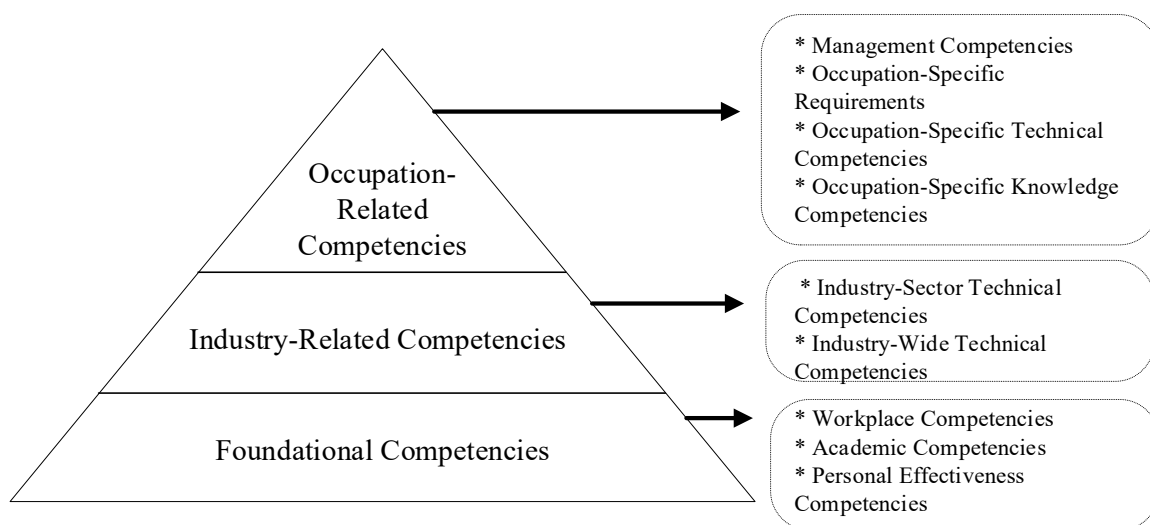 Occupation-
Related
Competencies
* Management Competencies
* Occupation-Specific
Requirements
* Occupation-Specific Technical
Competencies
* Occupation-Specific Knowledge
Competencies
Industry-Related Competencies
* Industry-Sector Technical
Competencies
* Industry-Wide Technical
Competencies
Foundational Competencies
* Workplace Competencies
* Academic Competencies
* Personal Effectiveness
Competencies